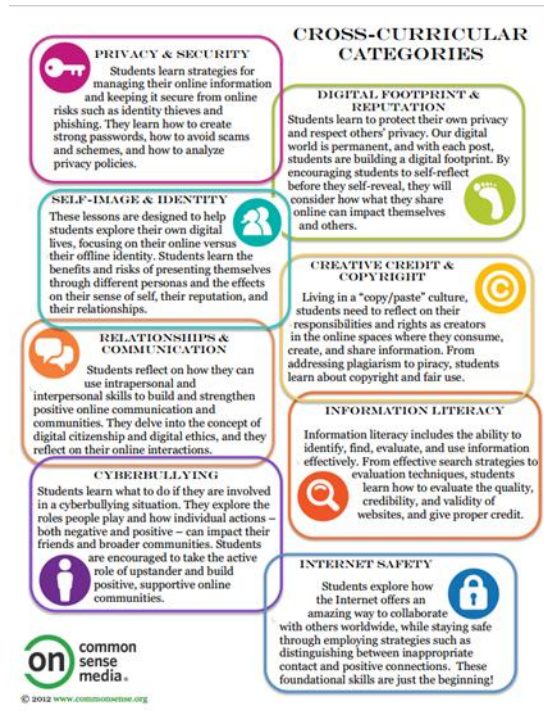 CROSS-CURRICULAR
CATEGORIES
PRIVACY & SECURITY
Students learn strategies for
managing their online information
and keeping it secure from online
risks such as identity thieves and
phishing. They learn how to create
strong passwords, how to avoid scams
and schemes, and how to analyze
privacy policies.
DIGITAL FOOTPRINT &
REPUTATION
Students learn to protect their own privacy
and respect others' privacy. Our digital
world is permanent, and with each post,
students are building a digital footprint. By
encouraging students to self-reflect
before they self-reveal, they will
consider how what they share
online can impact themselves
and others.
SELF-IMAGE & IDENTITY
These lessons are designed to help
students explore their own digital
lives, focusing on their online versus
their offline identity. Students learn the
benefits and risks of presenting themselves
through different personas and the effects
on their sense of self, their reputation, and
their relationships.
CREATIVE CREDIT &
COPYRIGHT
Living in a "copy/paste" culture,
students need to reflect on their
responsibilities and rights as creators
in the online spaces where they consume,
create, and share information. From
addressing plagiarism to piracy, students
learn about copyright and fair use.
©
RELATIONSHIPS &
COMMUNICATION
Students reflect on how they can
use intrapersonal and
interpersonal skills to build and strengthen
positive online communication and
communities. They delve into the concept of
digital citizenship and digital ethics, and they
reflect on their online interactions.
INFORMATION LITERACY
Information literacy includes the ability to
identify, find, evaluate, and use information
effectively. From effective search strategies to
evaluation techniques, students
learn how to evaluate the quality,
credibility, and validity of
websites, and give proper credit.
CYBERBULLYING
Students learn what to do if they are involved
in a cyberbullying situation. They explore the
roles people play and how individual actions –
both negative and positive – can impact their
friends and broader communities. Students
are encouraged to take the active
role of upstander and build
positive, supportive online
communities.
INTERNET SAFETY
Students explore how
the Internet offers an
amazing way to collaborate
with others worldwide, while staying safe
through employing strategies such as
distinguishing between inappropriate
contact and positive connections. These
foundational skills are just the beginning!
on common
sense
media®
© 2012 www.commonsense.org